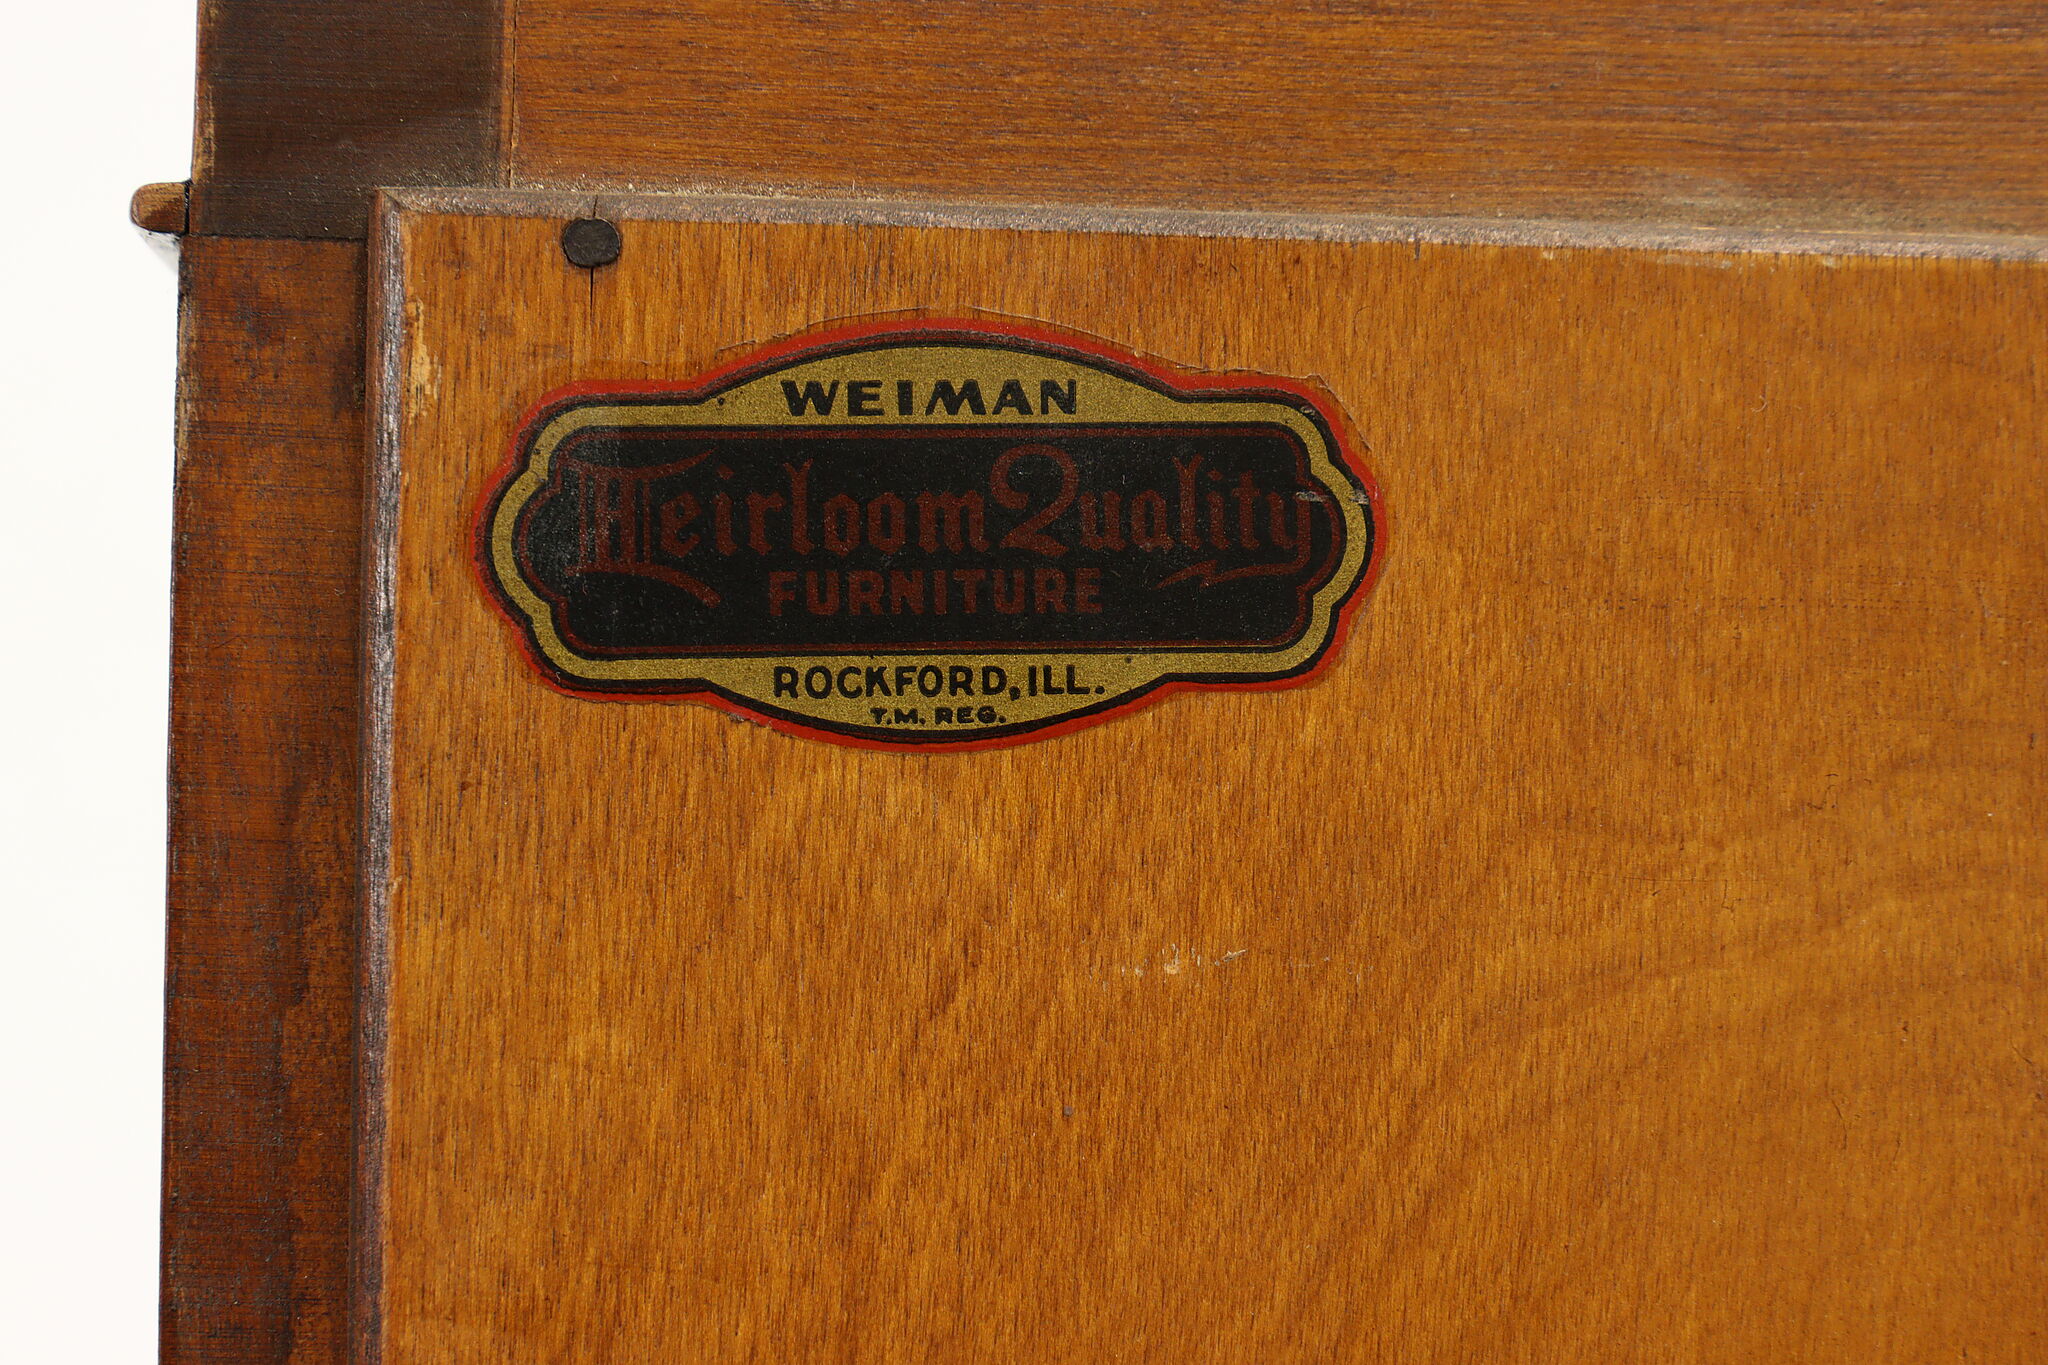 WEIMAN
Heirloom Quality
FURNITURE
ROCKFORD, ILL.
T.M. REG.